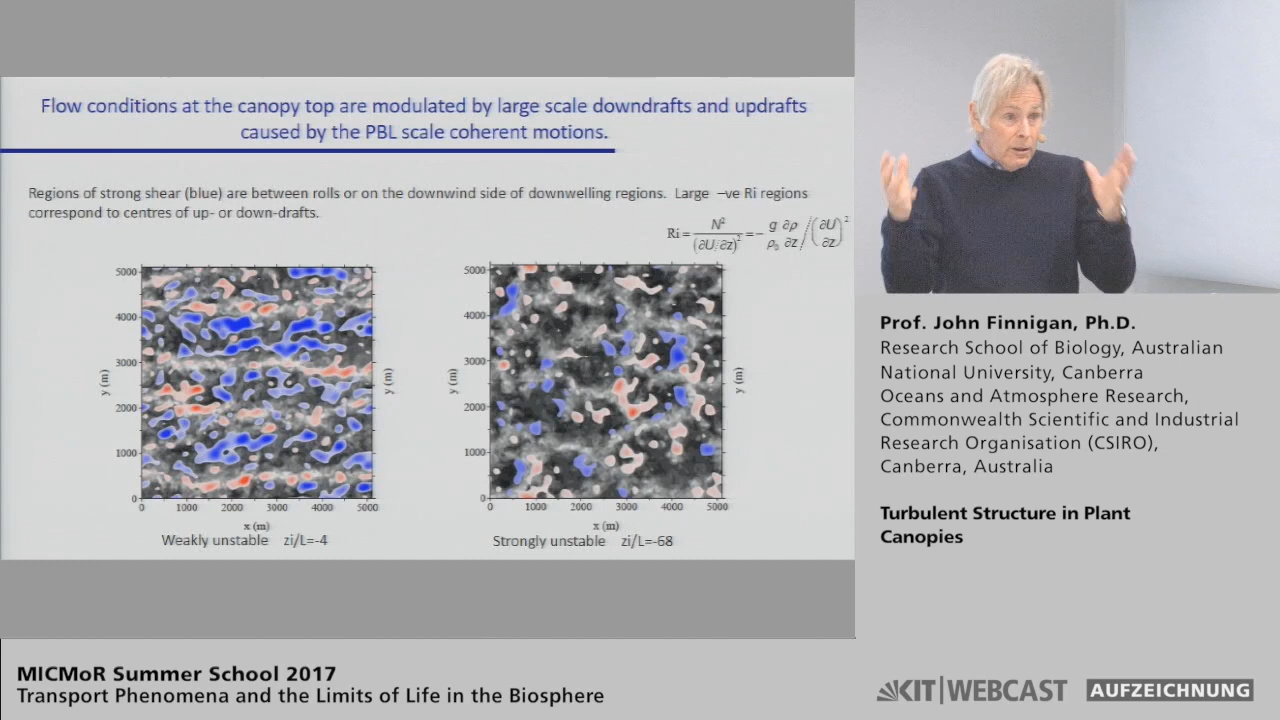 Flow conditions at the canopy top are modulated by large scale downdrafts and updrafts
caused by the PBL scale coherent motions.
Regions of strong shear (blue) are between rolls or on the downwind side of downwelling regions. Large –ve Ri regions
correspond to centres of up- or down-drafts.
Ri = N² / (∂U/∂z)² = − g/ρ₀ ∂ρ/∂z / (∂U/∂z)²
5000
4000
3000
2000
1000
0
y (m)
0 1000 2000 3000 4000 5000
x (m)
y (m)
Weakly unstable zi/L=-4
5000
4000
3000
2000
1000
0
y (m)
0 1000 2000 3000 4000 5000
x (m)
y (m)
Strongly unstable zi/L=-68
Prof. John Finnigan, Ph.D.
Research School of Biology, Australian
National University, Canberra
Oceans and Atmosphere Research,
Commonwealth Scientific and Industrial
Research Organisation (CSIRO),
Canberra, Australia
Turbulent Structure in Plant
Canopies
MICMoR Summer School 2017
Transport Phenomena and the Limits of Life in the Biosphere
KIT|WEBCAST AUFZEICHNUNG